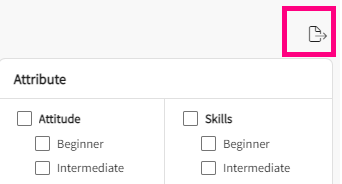 Attribute
Attitude Skills
Beginner Beginner
Intermediate Intermediate